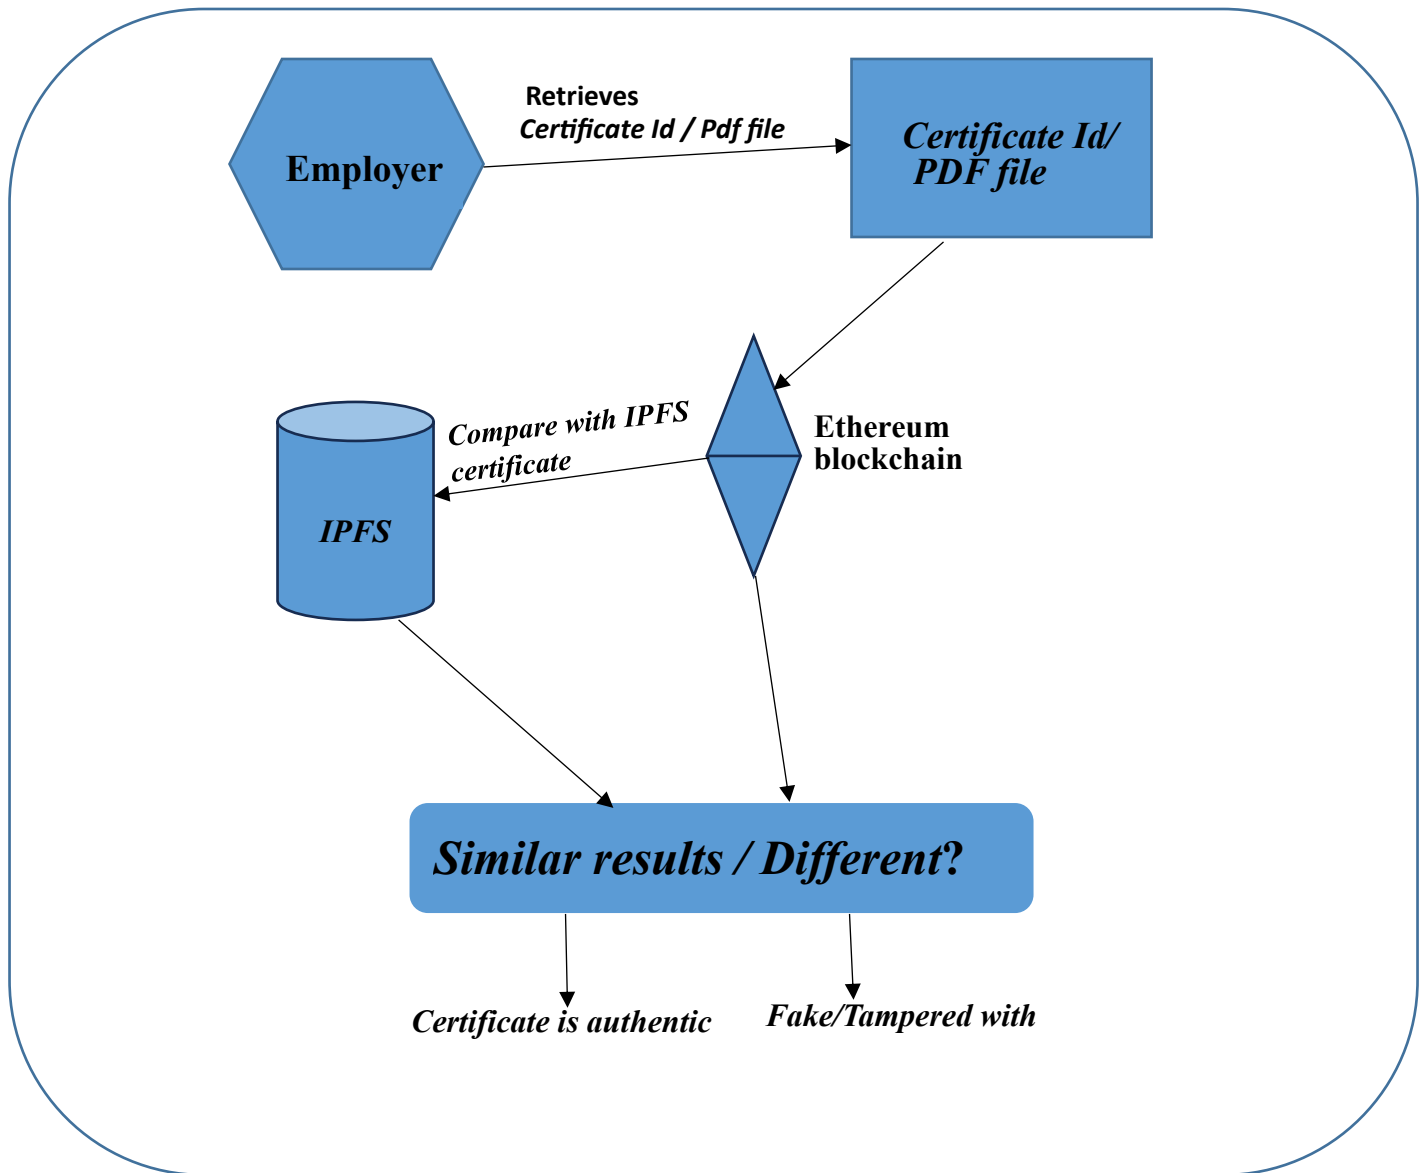 Retrieves
Certificate Id / Pdf file
Employer
Certificate Id/
PDF file
Ethereum
blockchain
Compare with IPFS
certificate
IPFS
Similar results / Different?
Certificate is authentic
Fake/Tampered with